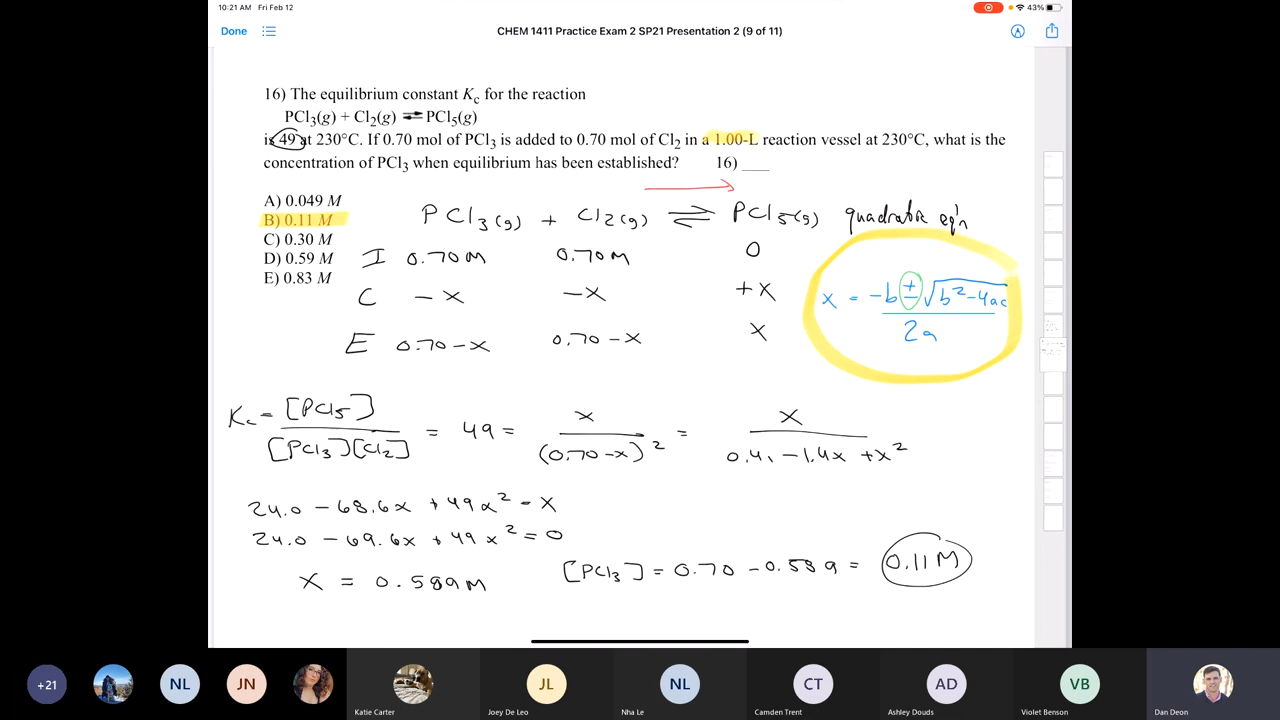 10:21 AM Fri Feb 12
43%
Done
CHEM 1411 Practice Exam 2 SP21 Presentation 2 (9 of 11)
16) The equilibrium constant Kc for the reaction
PCl3(g) + Cl2(g) ⇌ PCl5(g)
is 49 at 230°C. If 0.70 mol of PCl3 is added to 0.70 mol of Cl2 in a 1.00-L reaction vessel at 230°C, what is the
concentration of PCl3 when equilibrium has been established? 16) ____
A) 0.049 M
B) 0.11 M
C) 0.30 M
D) 0.59 M
E) 0.83 M
PCl3(g) + Cl2(g) ⇌ PCl5(g) quadratic eq'n
I 0.70M 0.70M 0
C -x -x +x
E 0.70-x 0.70-x x
x = -b ± √b²-4ac / 2a
Kc = [PCl5] / [PCl3][Cl2] = 49 = x / (0.70-x)² = x / 0.49 - 1.4x + x²
24.0 - 68.6x + 49x² = x
24.0 - 69.6x + 49x² = 0
x = 0.589M [PCl3] = 0.70 - 0.589 = 0.11M
+21
NL
JN
JL
NL
CT
AD
VB
Katie Carter
Joey De Leo
Nha Le
Camden Trent
Ashley Douds
Violet Benson
Dan Deon